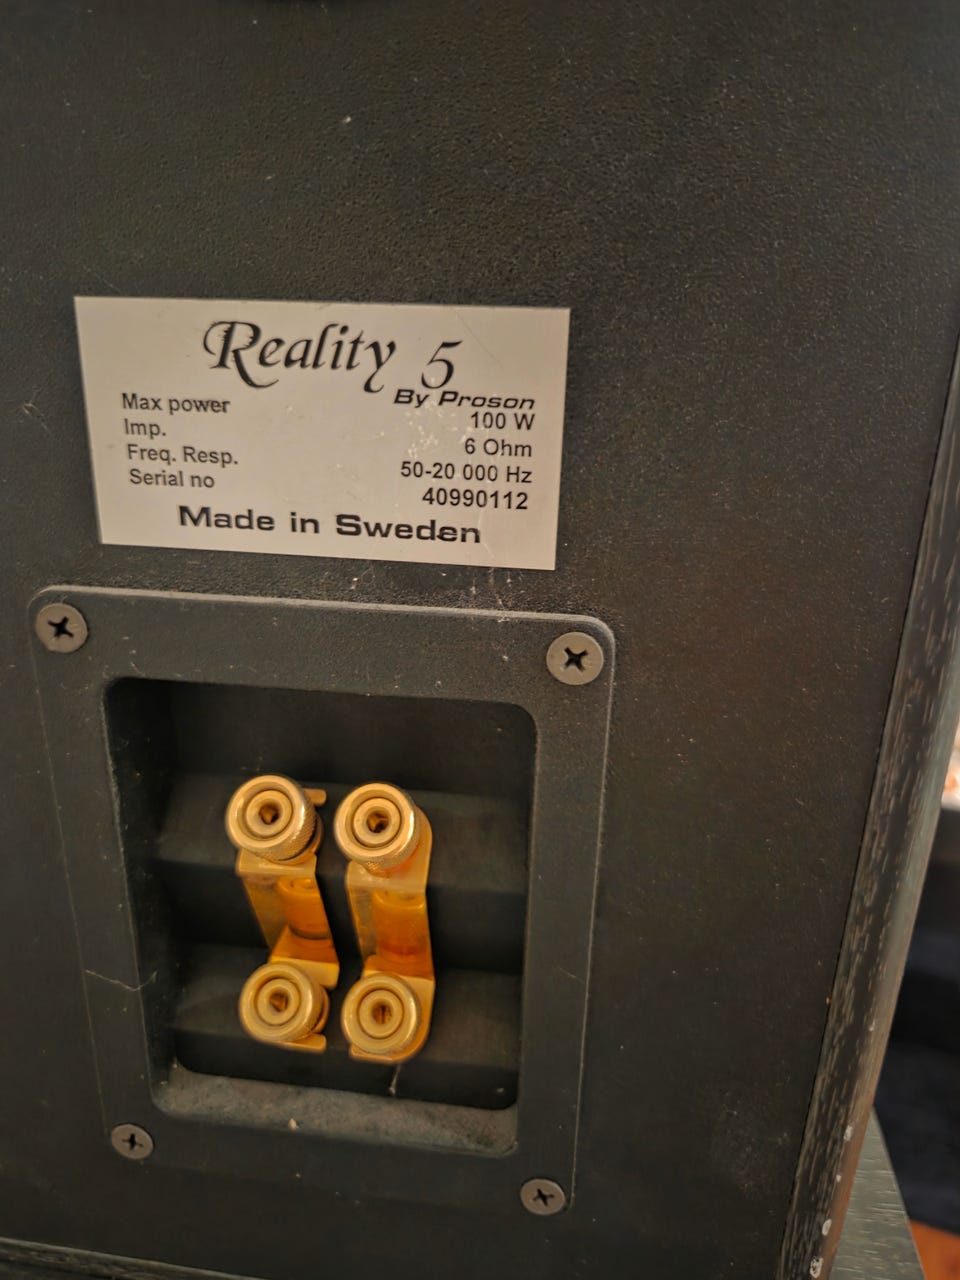 Reality 5
By Proson
Max power 100 W
Imp. 6 Ohm
Freq. Resp. 50-20 000 Hz
Serial no 40990112
Made in Sweden